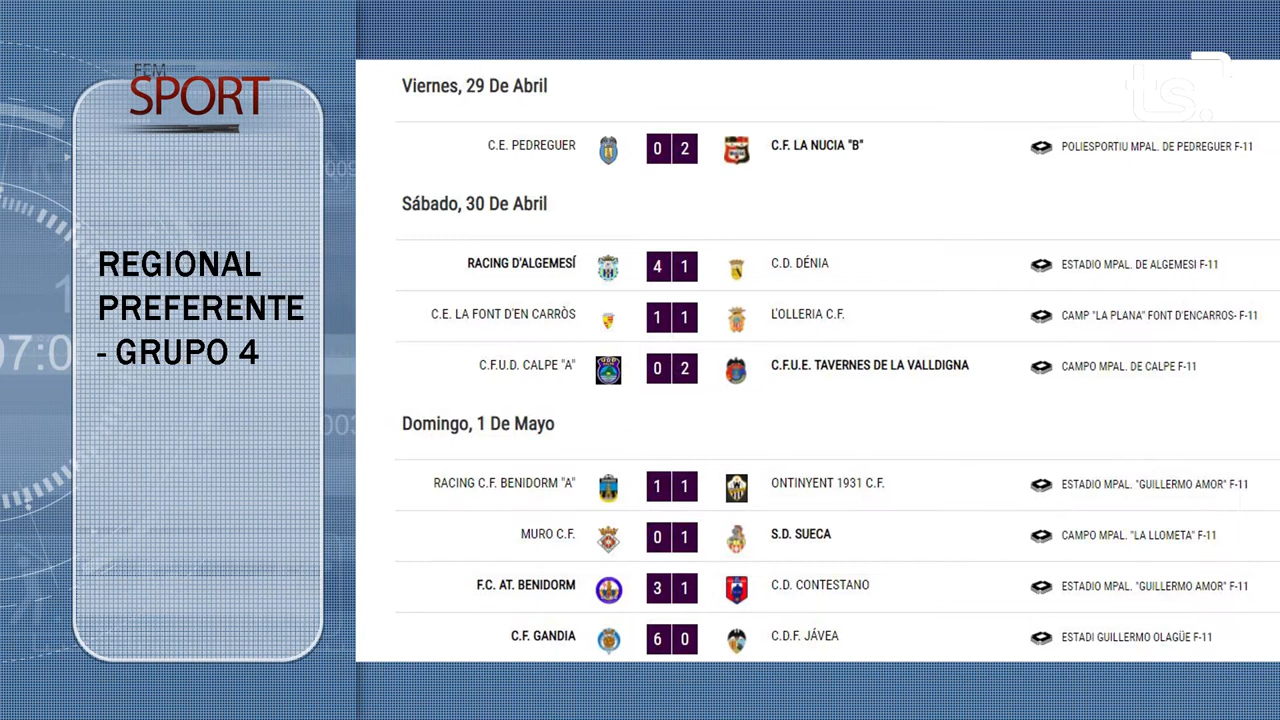 FEM
SPORT
REGIONAL
PREFERENTE
- GRUPO 4
ts.
Viernes, 29 De Abril
C.E. PEDREGUER 0 2 C.F. LA NUCIA "B" POLIESPORTIU MPAL. DE PEDREGUER F-11
Sábado, 30 De Abril
RACING D'ALGEMESÍ 4 1 C.D. DÉNIA ESTADIO MPAL. DE ALGEMESI F-11
C.E. LA FONT D'EN CARRÒS 1 1 L'OLLERIA C.F. CAMP "LA PLANA" FONT D'ENCARROS- F-11
C.F.U.D. CALPE "A" 0 2 C.F.U.E. TAVERNES DE LA VALLDIGNA CAMPO MPAL. DE CALPE F-11
Domingo, 1 De Mayo
RACING C.F. BENIDORM "A" 1 1 ONTINYENT 1931 C.F. ESTADIO MPAL. "GUILLERMO AMOR" F-11
MURO C.F. 0 1 S.D. SUECA CAMPO MPAL. "LA LLOMETA" F-11
F.C. AT. BENIDORM 3 1 C.D. CONTESTANO ESTADIO MPAL. "GUILLERMO AMOR" F-11
C.F. GANDIA 6 0 C.D.F. JÁVEA ESTADI GUILLERMO OLAGÜE F-11